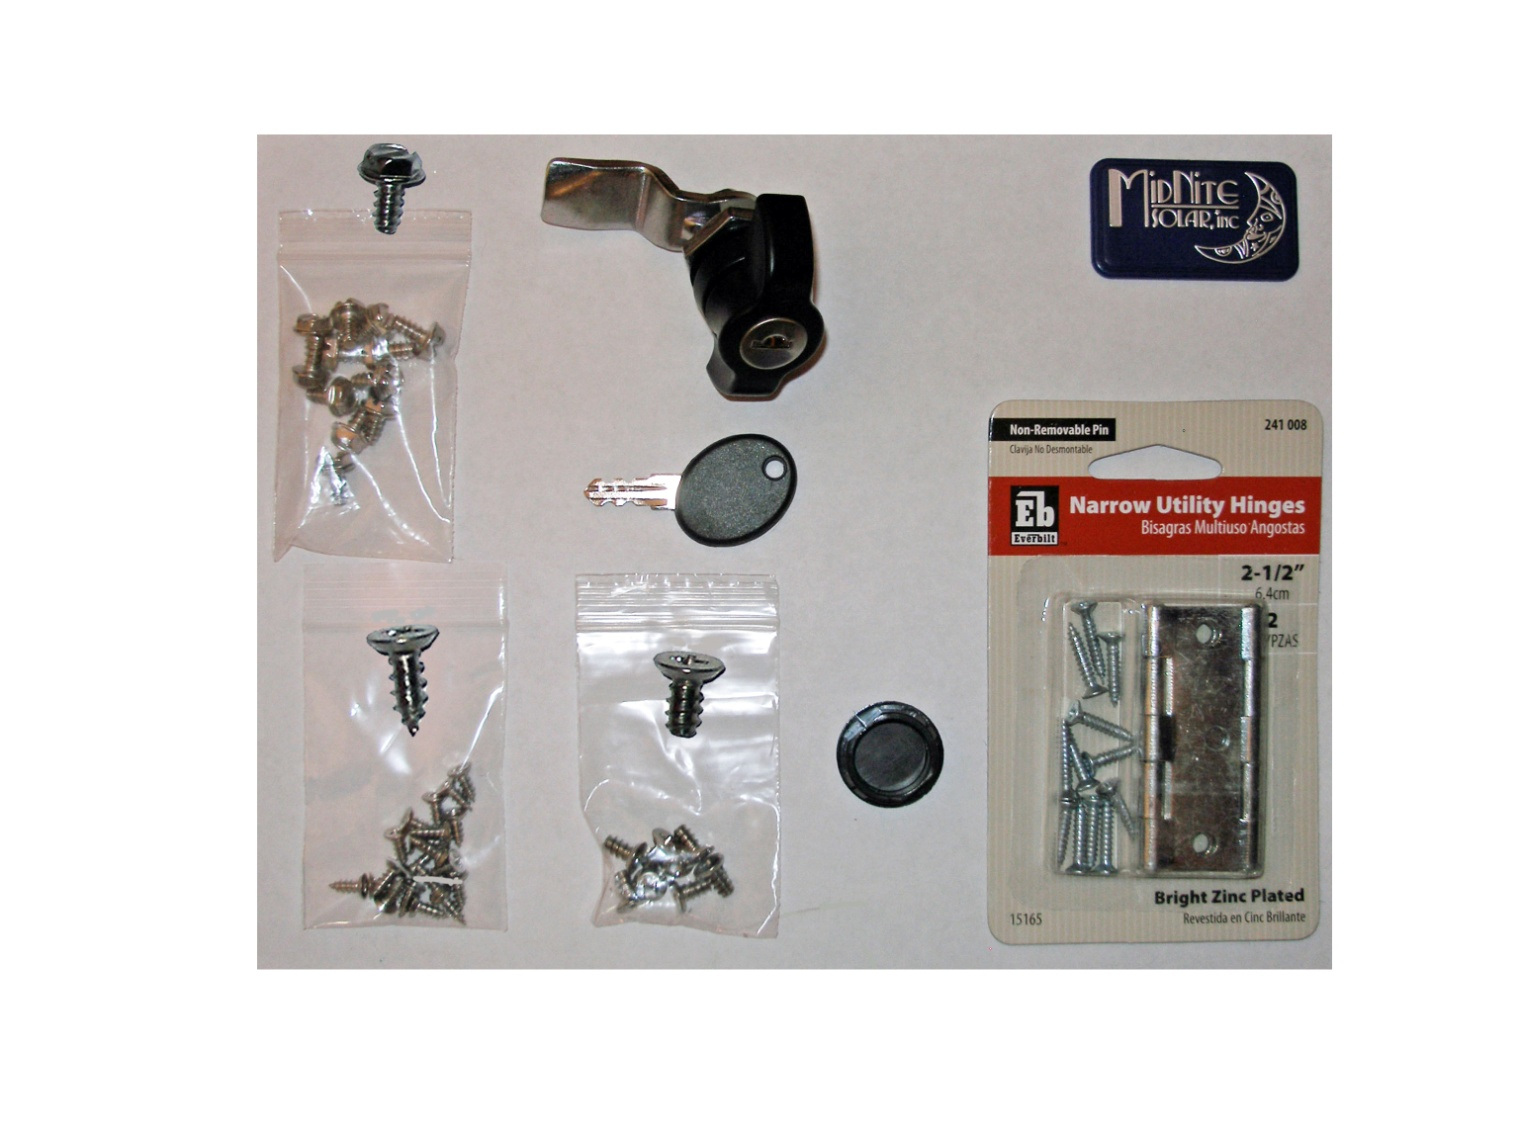 MIDNITE
SOLAR, INC
Non-Removable Pin
Clavija No Desmontable
241 008
Eb
Everbilt
Narrow Utility Hinges
Bisagras Multiuso Angostas
2-1/2”
6.4cm
2
/PZAS
Bright Zinc Plated
15165
Revestida en Cinc Brillante